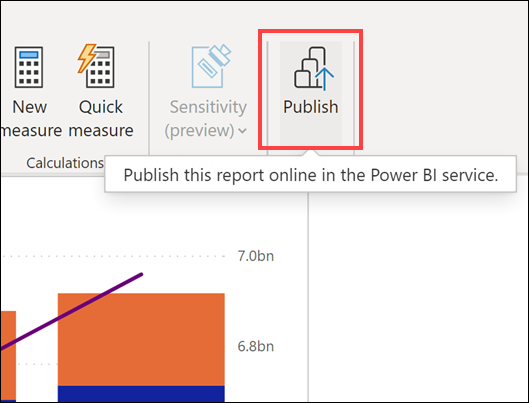 New
measure
Quick
measure
Sensitivity
(preview)
Publish
Calculations
Publish this report online in the Power BI service.
7.0bn
6.8bn